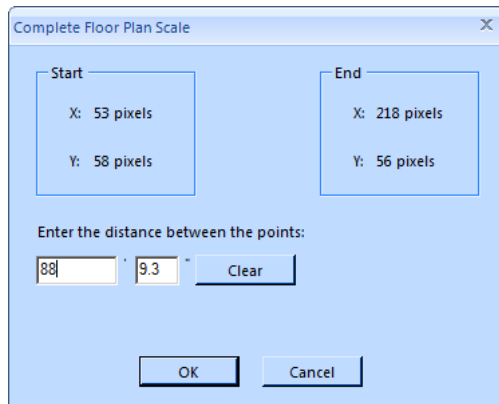 Complete Floor Plan Scale X
Start End
X: 53 pixels X: 218 pixels
Y: 58 pixels Y: 56 pixels
Enter the distance between the points:
88 ' 9.3 " Clear
OK Cancel